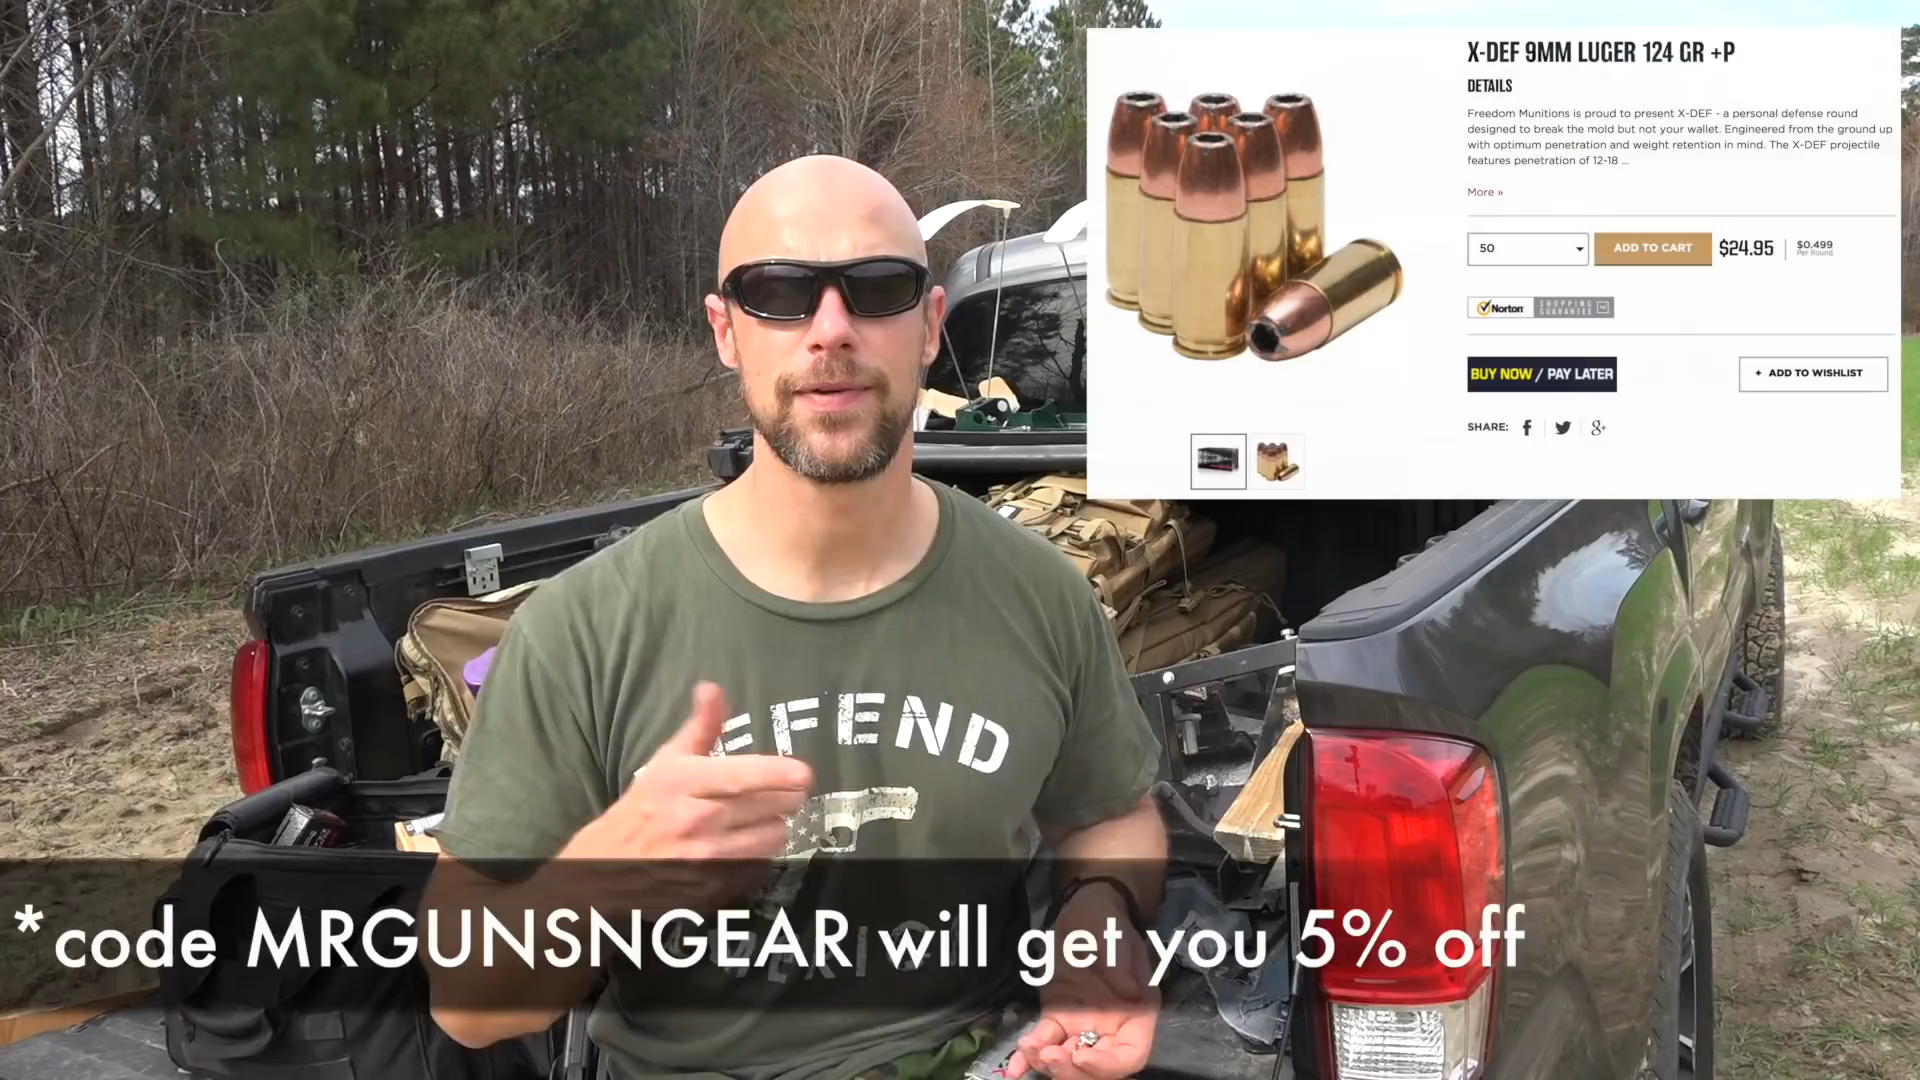 X-DEF 9MM LUGER 124 GR +P
DETAILS
Freedom Munitions is proud to present X-DEF - a personal defense round
designed to break the mold but not your wallet. Engineered from the ground up
with optimum penetration and weight retention in mind. The X-DEF projectile
features penetration of 12-18 ...
More »
50
ADD TO CART
$24.95
$0.499
Per Round
Norton
SHOPPING
GUARANTEE
BUY NOW / PAY LATER
+ ADD TO WISHLIST
SHARE:
EFEND
*code MRGUNSNGEAR will get you 5% off